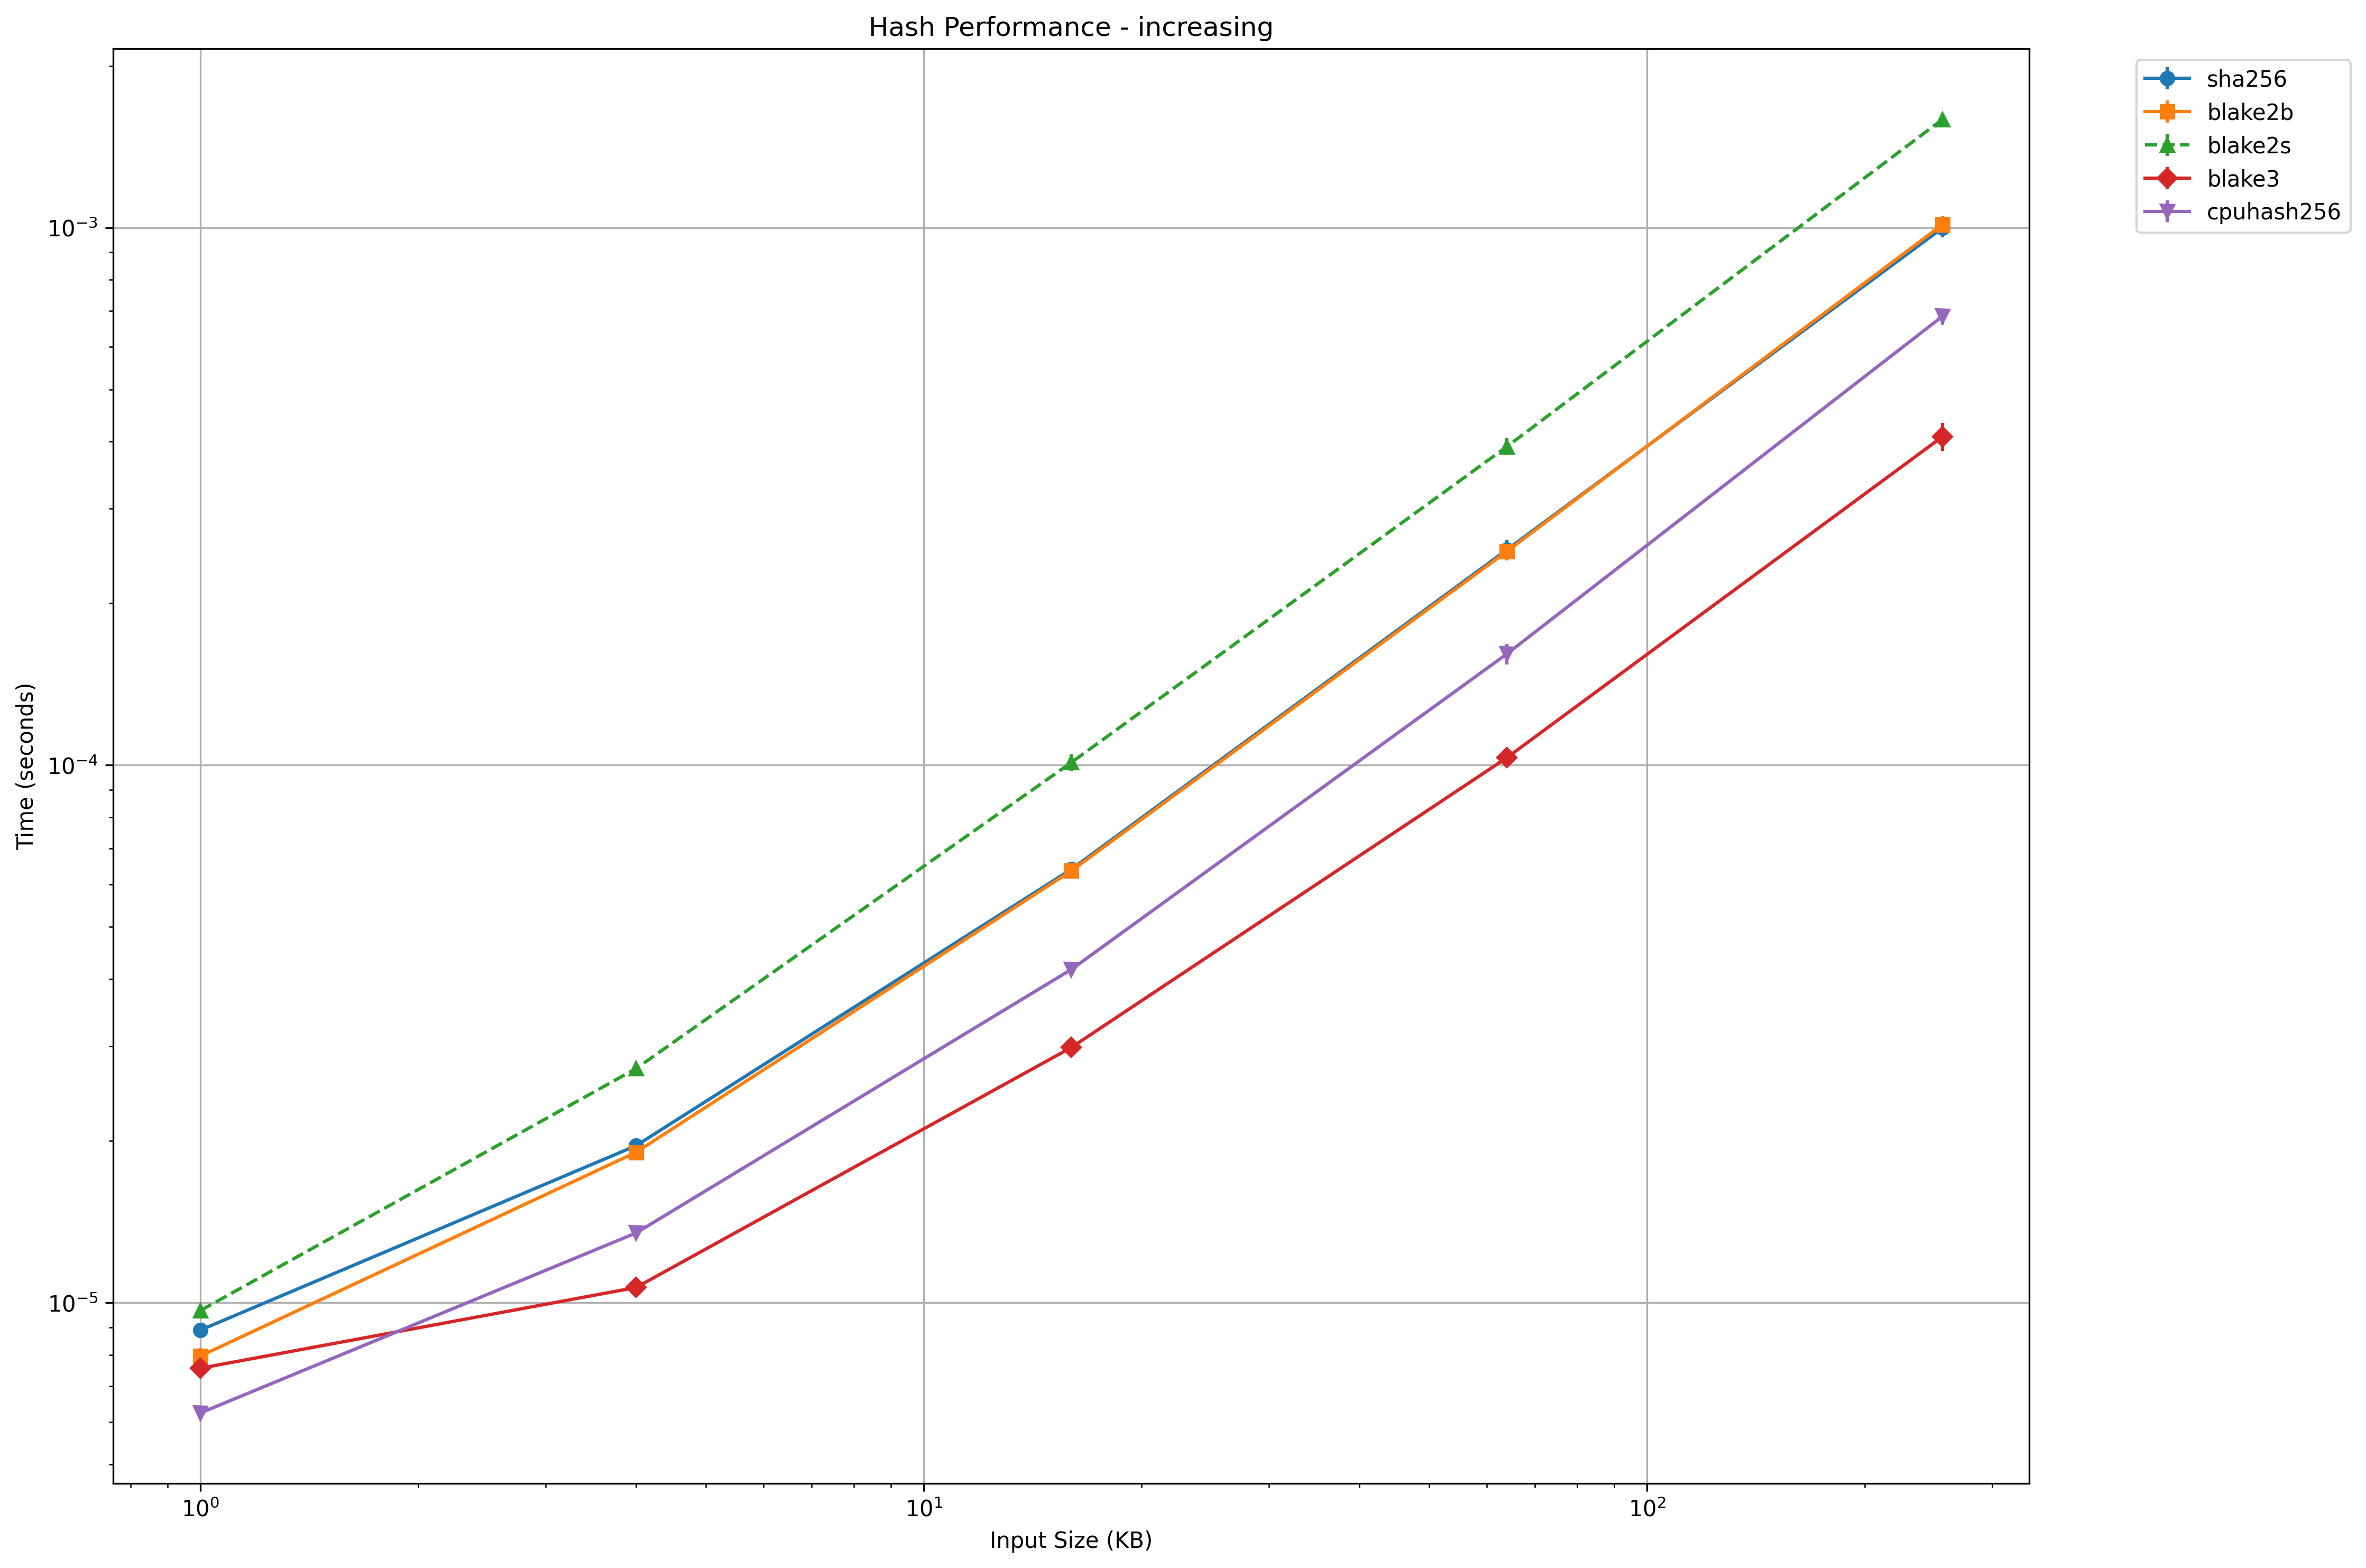 Hash Performance - increasing
sha256
blake2b
blake2s
blake3
cpuhash256
Time (seconds)
10⁻³
10⁻⁴
10⁻⁵
10⁰
10¹
10²
Input Size (KB)